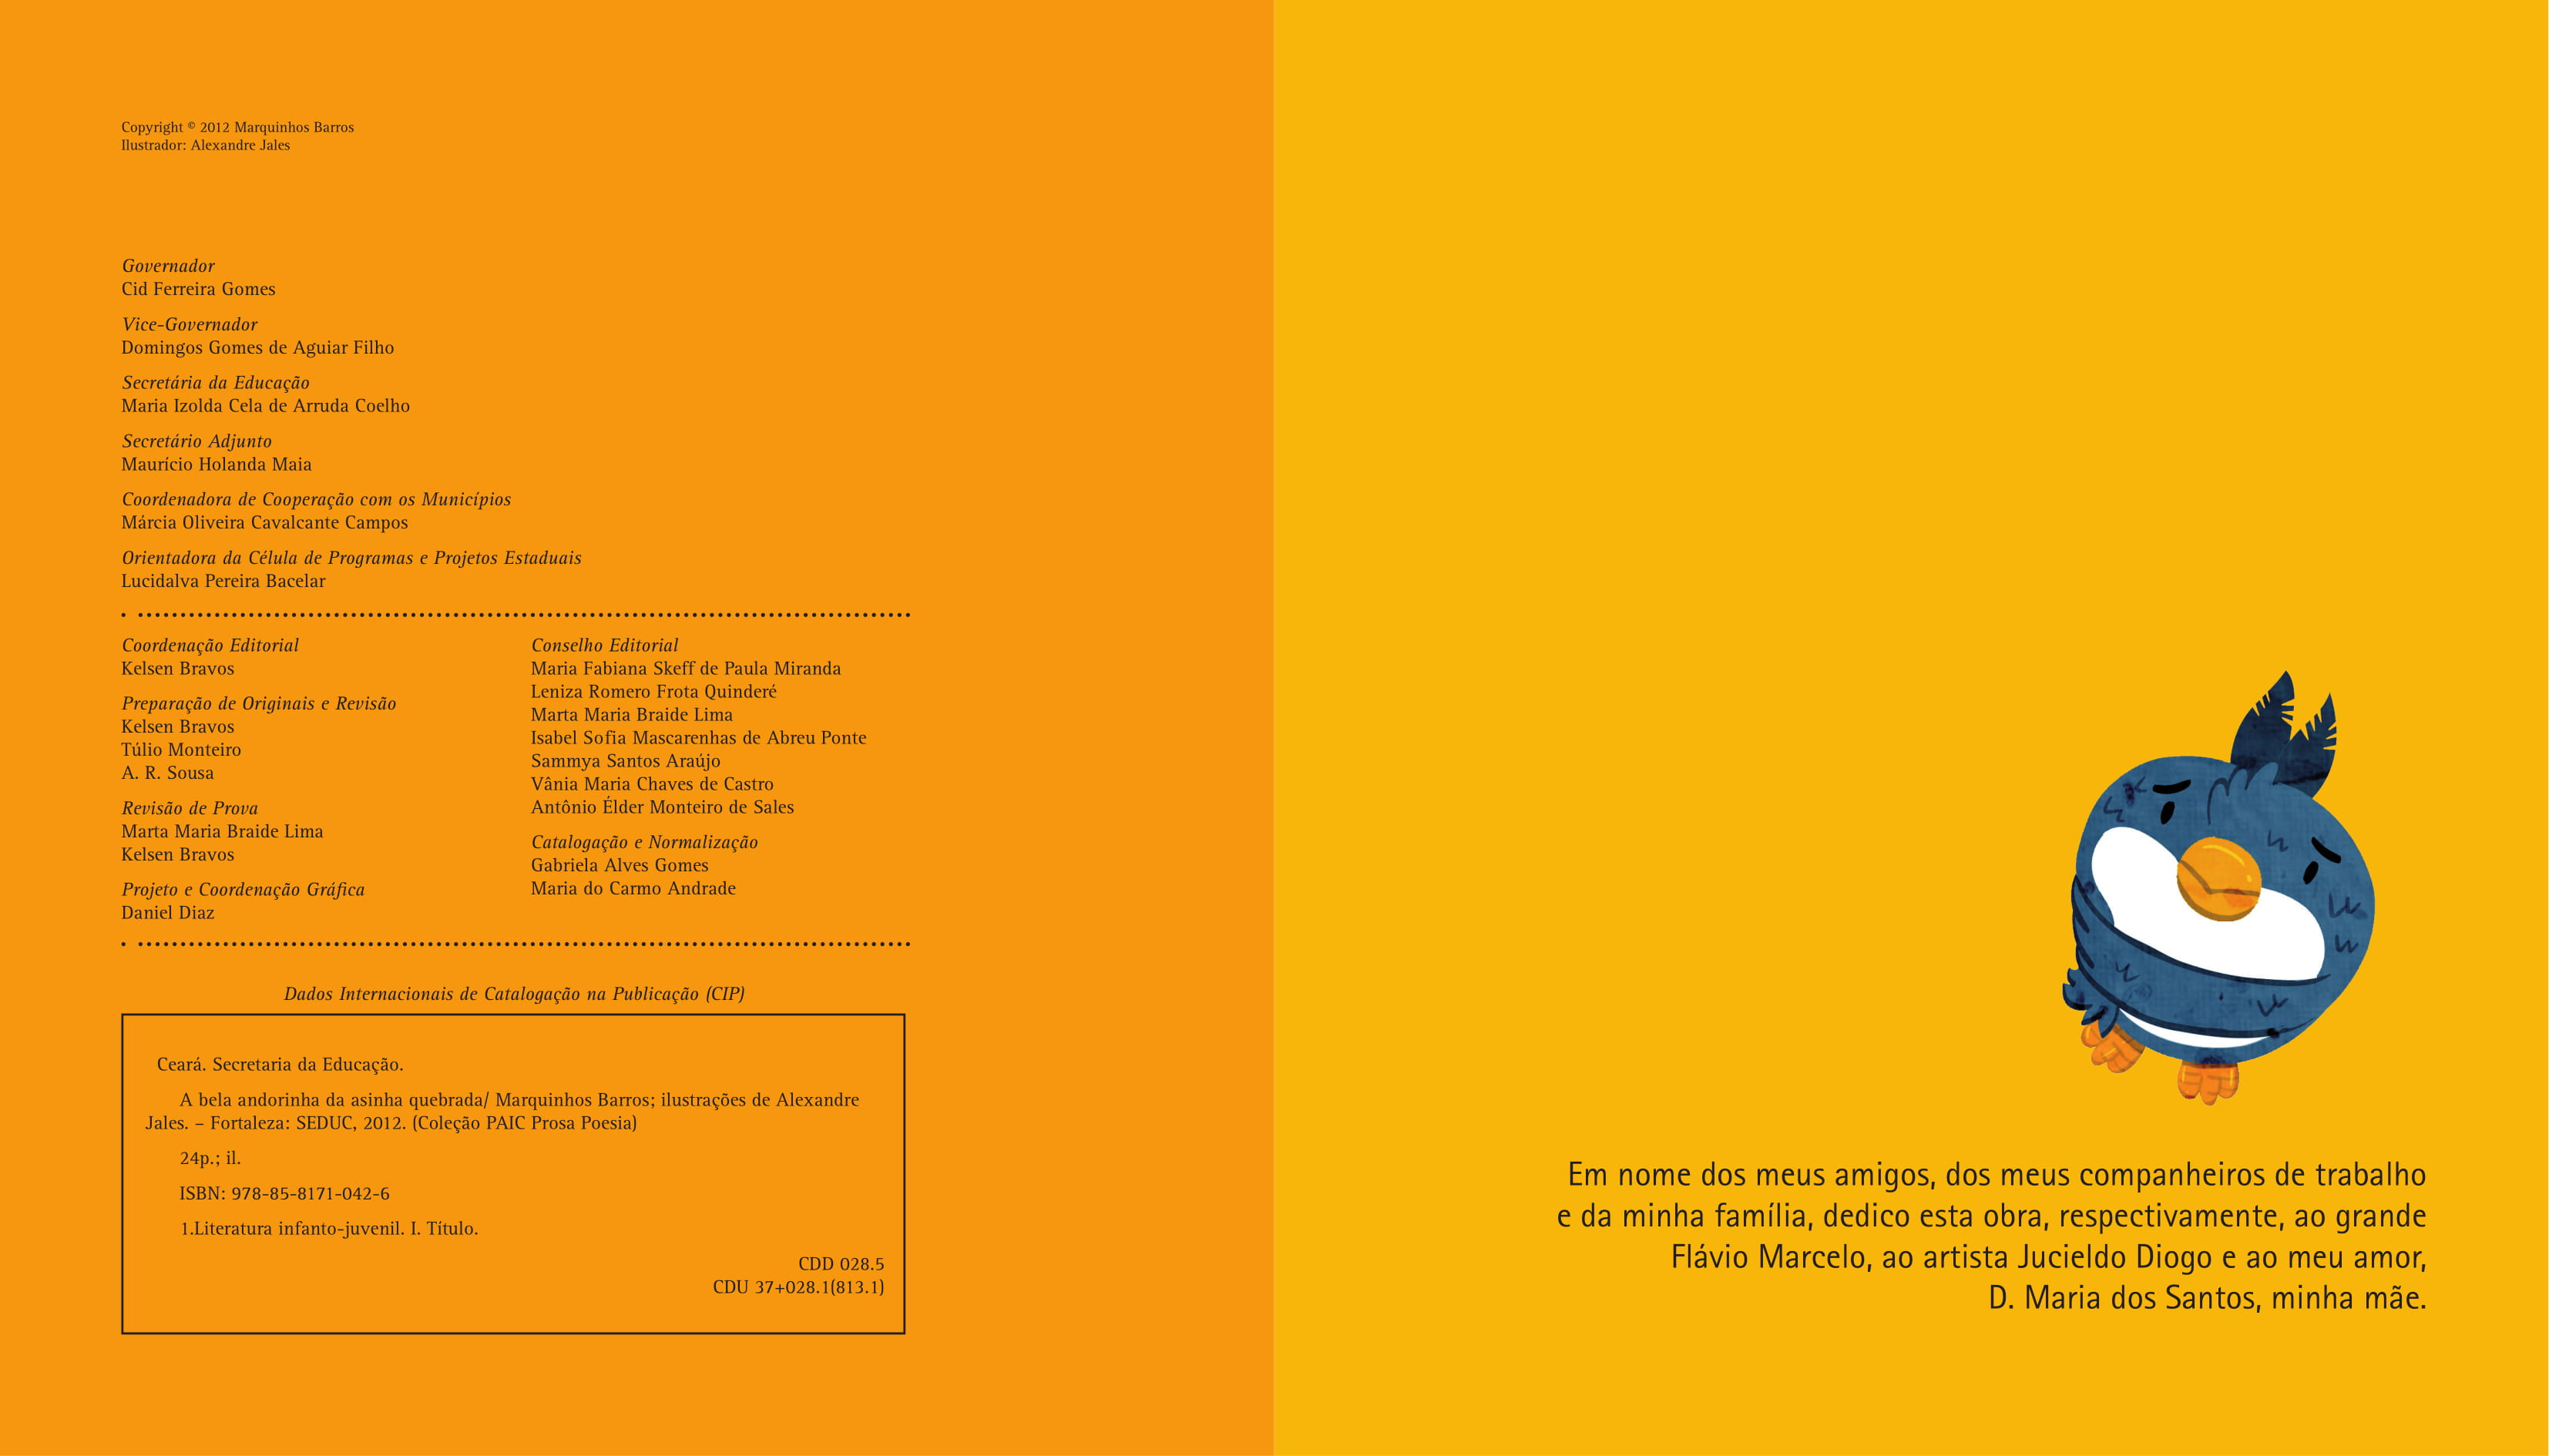 Copyright © 2012 Marquinhos Barros
Ilustrador: Alexandre Jales
Governador
Cid Ferreira Gomes
Vice-Governador
Domingos Gomes de Aguiar Filho
Secretária da Educação
Maria Izolda Cela de Arruda Coelho
Secretário Adjunto
Maurício Holanda Maia
Coordenadora de Cooperação com os Municípios
Márcia Oliveira Cavalcante Campos
Orientadora da Célula de Programas e Projetos Estaduais
Lucidalva Pereira Bacelar
Coordenação Editorial
Kelsen Bravos
Preparação de Originais e Revisão
Kelsen Bravos
Túlio Monteiro
A. R. Sousa
Revisão de Prova
Marta Maria Braide Lima
Kelsen Bravos
Projeto e Coordenação Gráfica
Daniel Diaz
Conselho Editorial
Maria Fabiana Skeff de Paula Miranda
Leniza Romero Frota Quinderé
Marta Maria Braide Lima
Isabel Sofia Mascarenhas de Abreu Ponte
Sammya Santos Araújo
Vânia Maria Chaves de Castro
Antônio Élder Monteiro de Sales
Catalogação e Normalização
Gabriela Alves Gomes
Maria do Carmo Andrade
Dados Internacionais de Catalogação na Publicação (CIP)
Ceará. Secretaria da Educação.
A bela andorinha da asinha quebrada/ Marquinhos Barros; ilustrações de Alexandre
Jales. – Fortaleza: SEDUC, 2012. (Coleção PAIC Prosa Poesia)
24p.; il.
ISBN: 978-85-8171-042-6
1.Literatura infanto-juvenil. I. Título.
CDD 028.5
CDU 37+028.1(813.1)
Em nome dos meus amigos, dos meus companheiros de trabalho
e da minha família, dedico esta obra, respectivamente, ao grande
Flávio Marcelo, ao artista Jucieldo Diogo e ao meu amor,
D. Maria dos Santos, minha mãe.